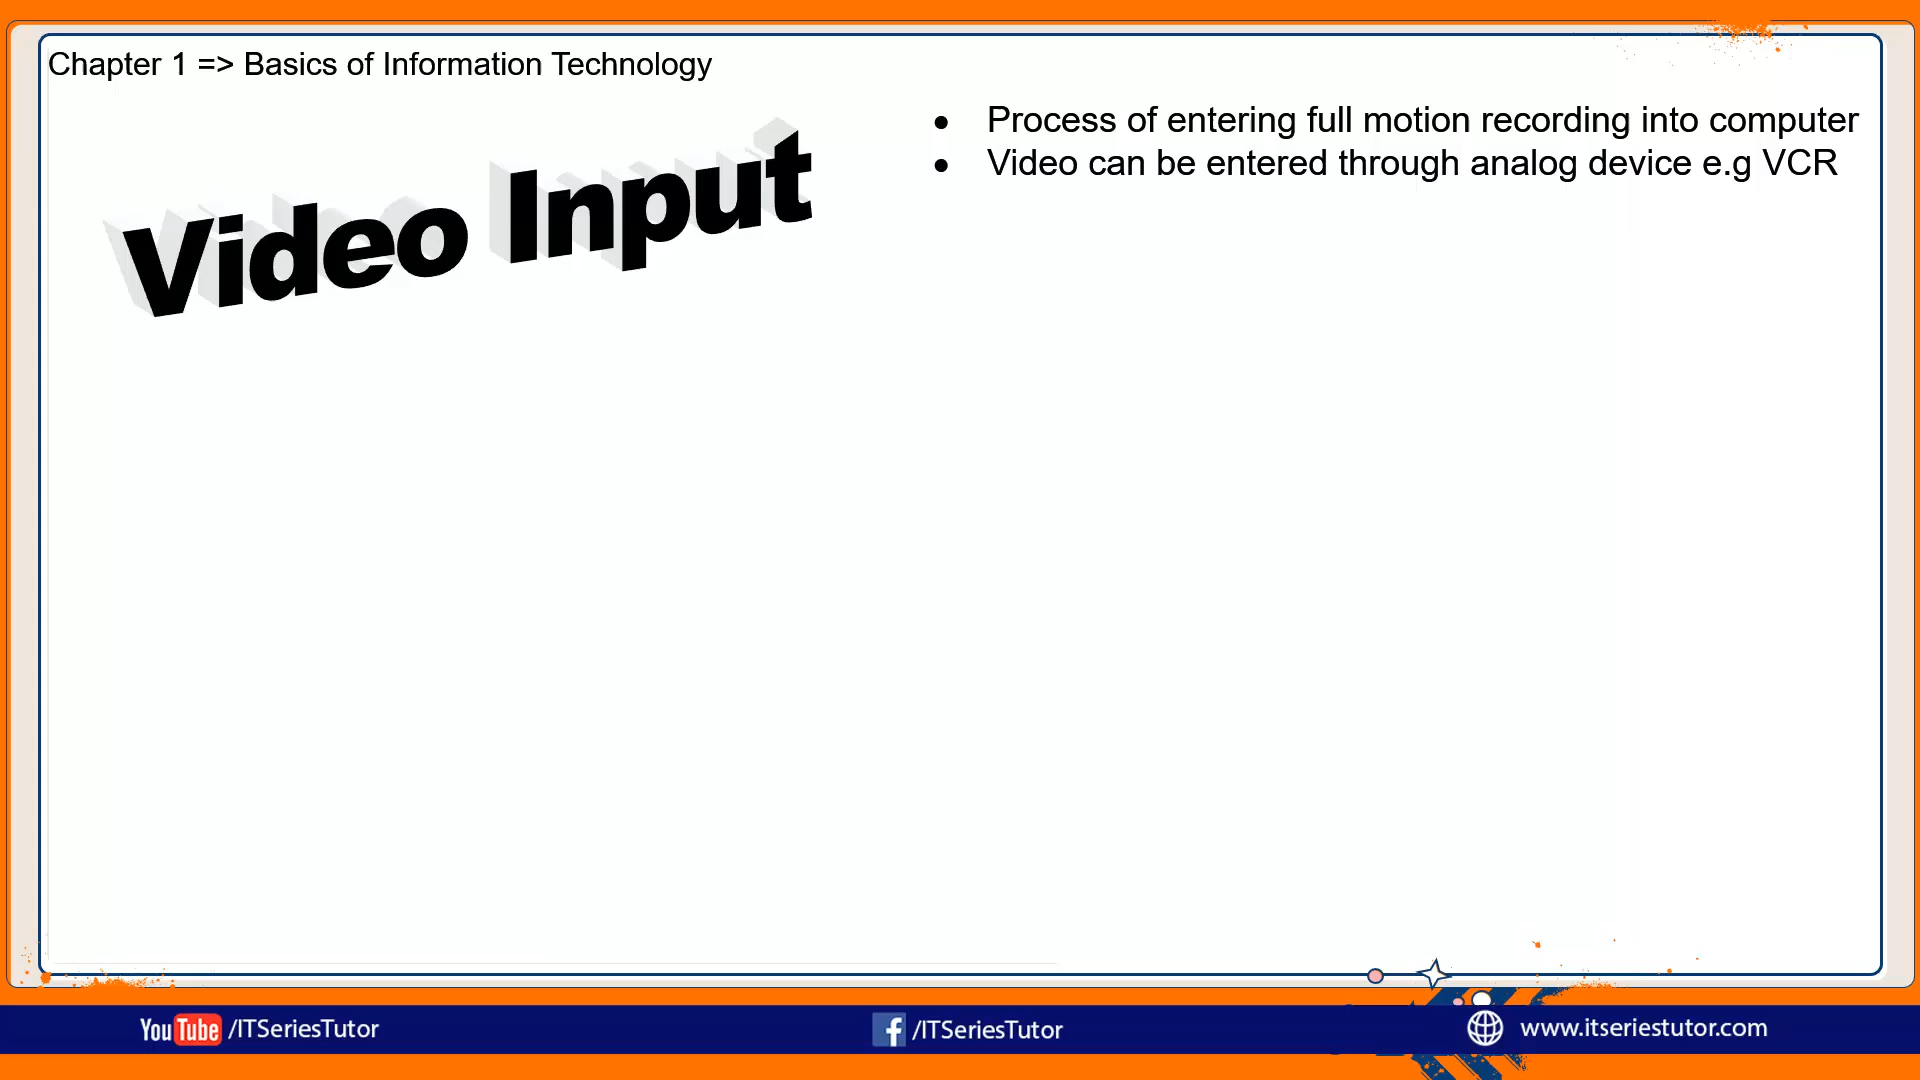 Chapter 1 => Basics of Information Technology
Video Input
● Process of entering full motion recording into computer
● Video can be entered through analog device e.g VCR
YouTube /ITSeriesTutor
f /ITSeriesTutor
www.itseriestutor.com